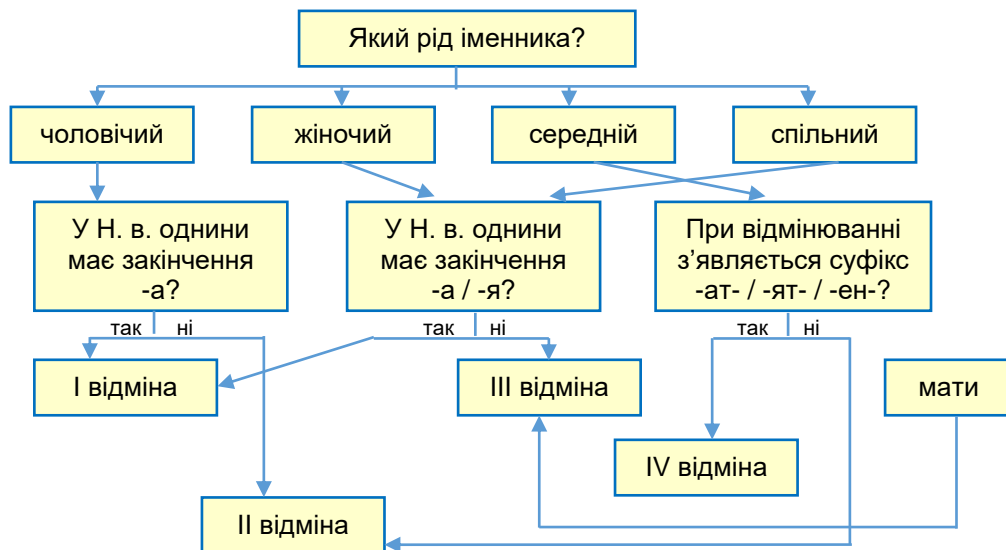 Який рід іменника?
чоловічий
жіночий
середній
спільний
У Н. в. однини
має закінчення
-а?
У Н. в. однини
має закінчення
-а / -я?
При відмінюванні
з’являється суфікс
-ат- / -ят- / -ен-?
так ні
так ні
так ні
І відміна
ІІІ відміна
мати
IV відміна
ІІ відміна